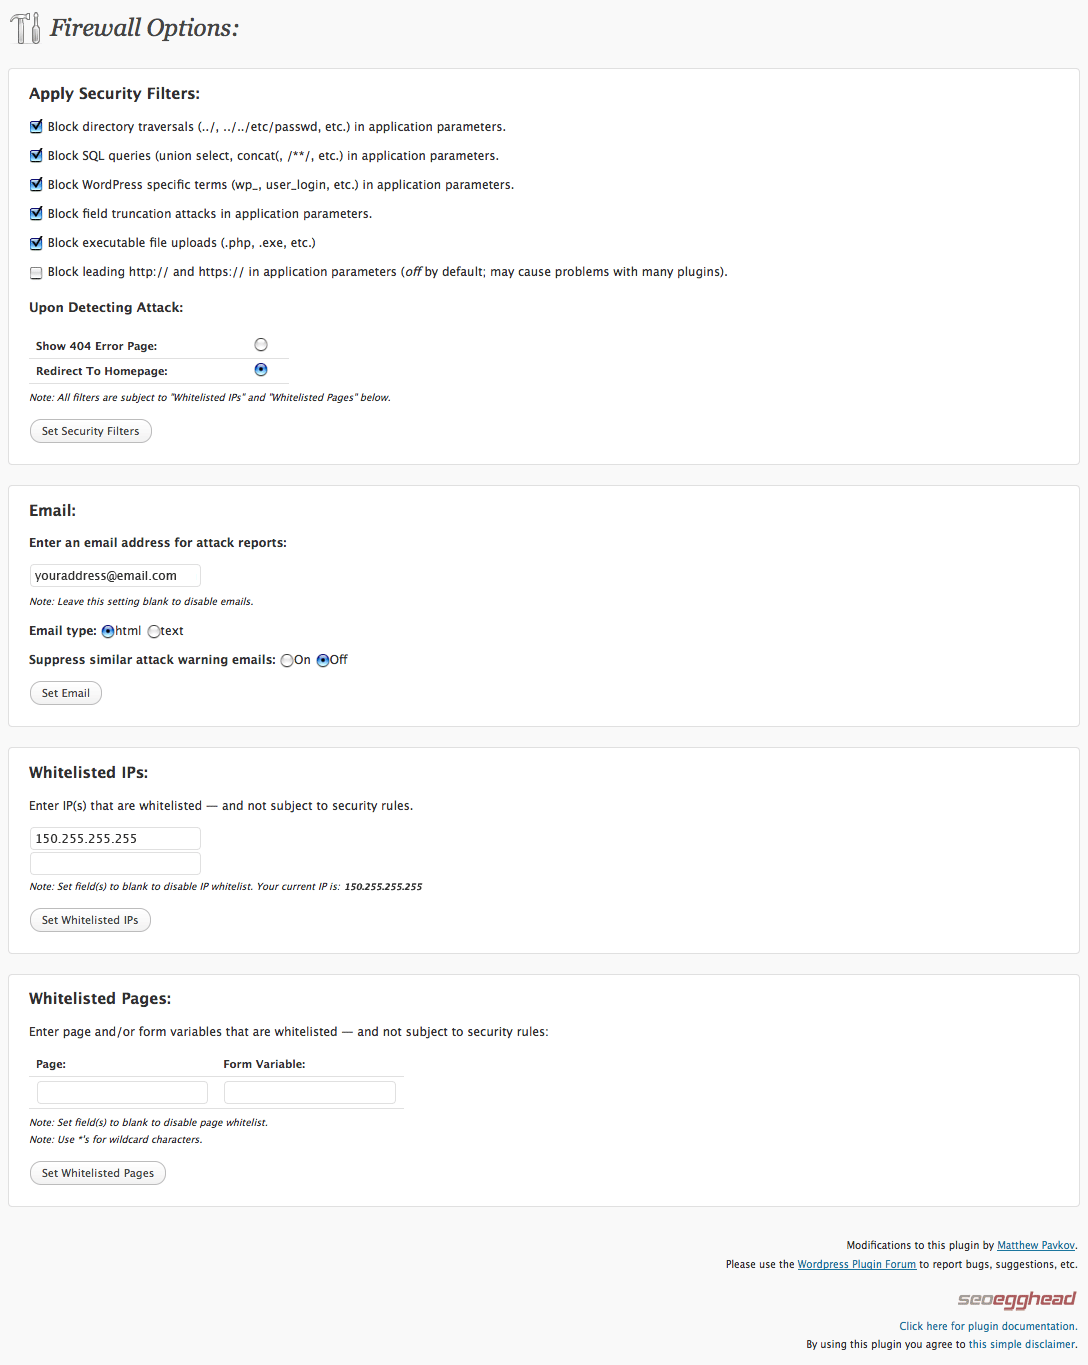 Firewall Options:
Apply Security Filters:
Block directory traversals (../, ../../etc/passwd, etc.) in application parameters.
Block SQL queries (union select, concat(, /**/, etc.) in application parameters.
Block WordPress specific terms (wp_, user_login, etc.) in application parameters.
Block field truncation attacks in application parameters.
Block executable file uploads (.php, .exe, etc.)
Block leading http:// and https:// in application parameters (off by default; may cause problems with many plugins).
Upon Detecting Attack:
Show 404 Error Page:
Redirect To Homepage:
Note: All filters are subject to "Whitelisted IPs" and "Whitelisted Pages" below.
Set Security Filters
Email:
Enter an email address for attack reports:
youraddress@email.com
Note: Leave this setting blank to disable emails.
Email type: html text
Suppress similar attack warning emails: On Off
Set Email
Whitelisted IPs:
Enter IP(s) that are whitelisted — and not subject to security rules.
150.255.255.255
Note: Set field(s) to blank to disable IP whitelist. Your current IP is: 150.255.255.255
Set Whitelisted IPs
Whitelisted Pages:
Enter page and/or form variables that are whitelisted — and not subject to security rules:
Page: Form Variable:
Note: Set field(s) to blank to disable page whitelist.
Note: Use *'s for wildcard characters.
Set Whitelisted Pages
Modifications to this plugin by Matthew Pavkov.
Please use the Wordpress Plugin Forum to report bugs, suggestions, etc.
seoegghead
Click here for plugin documentation.
By using this plugin you agree to this simple disclaimer.